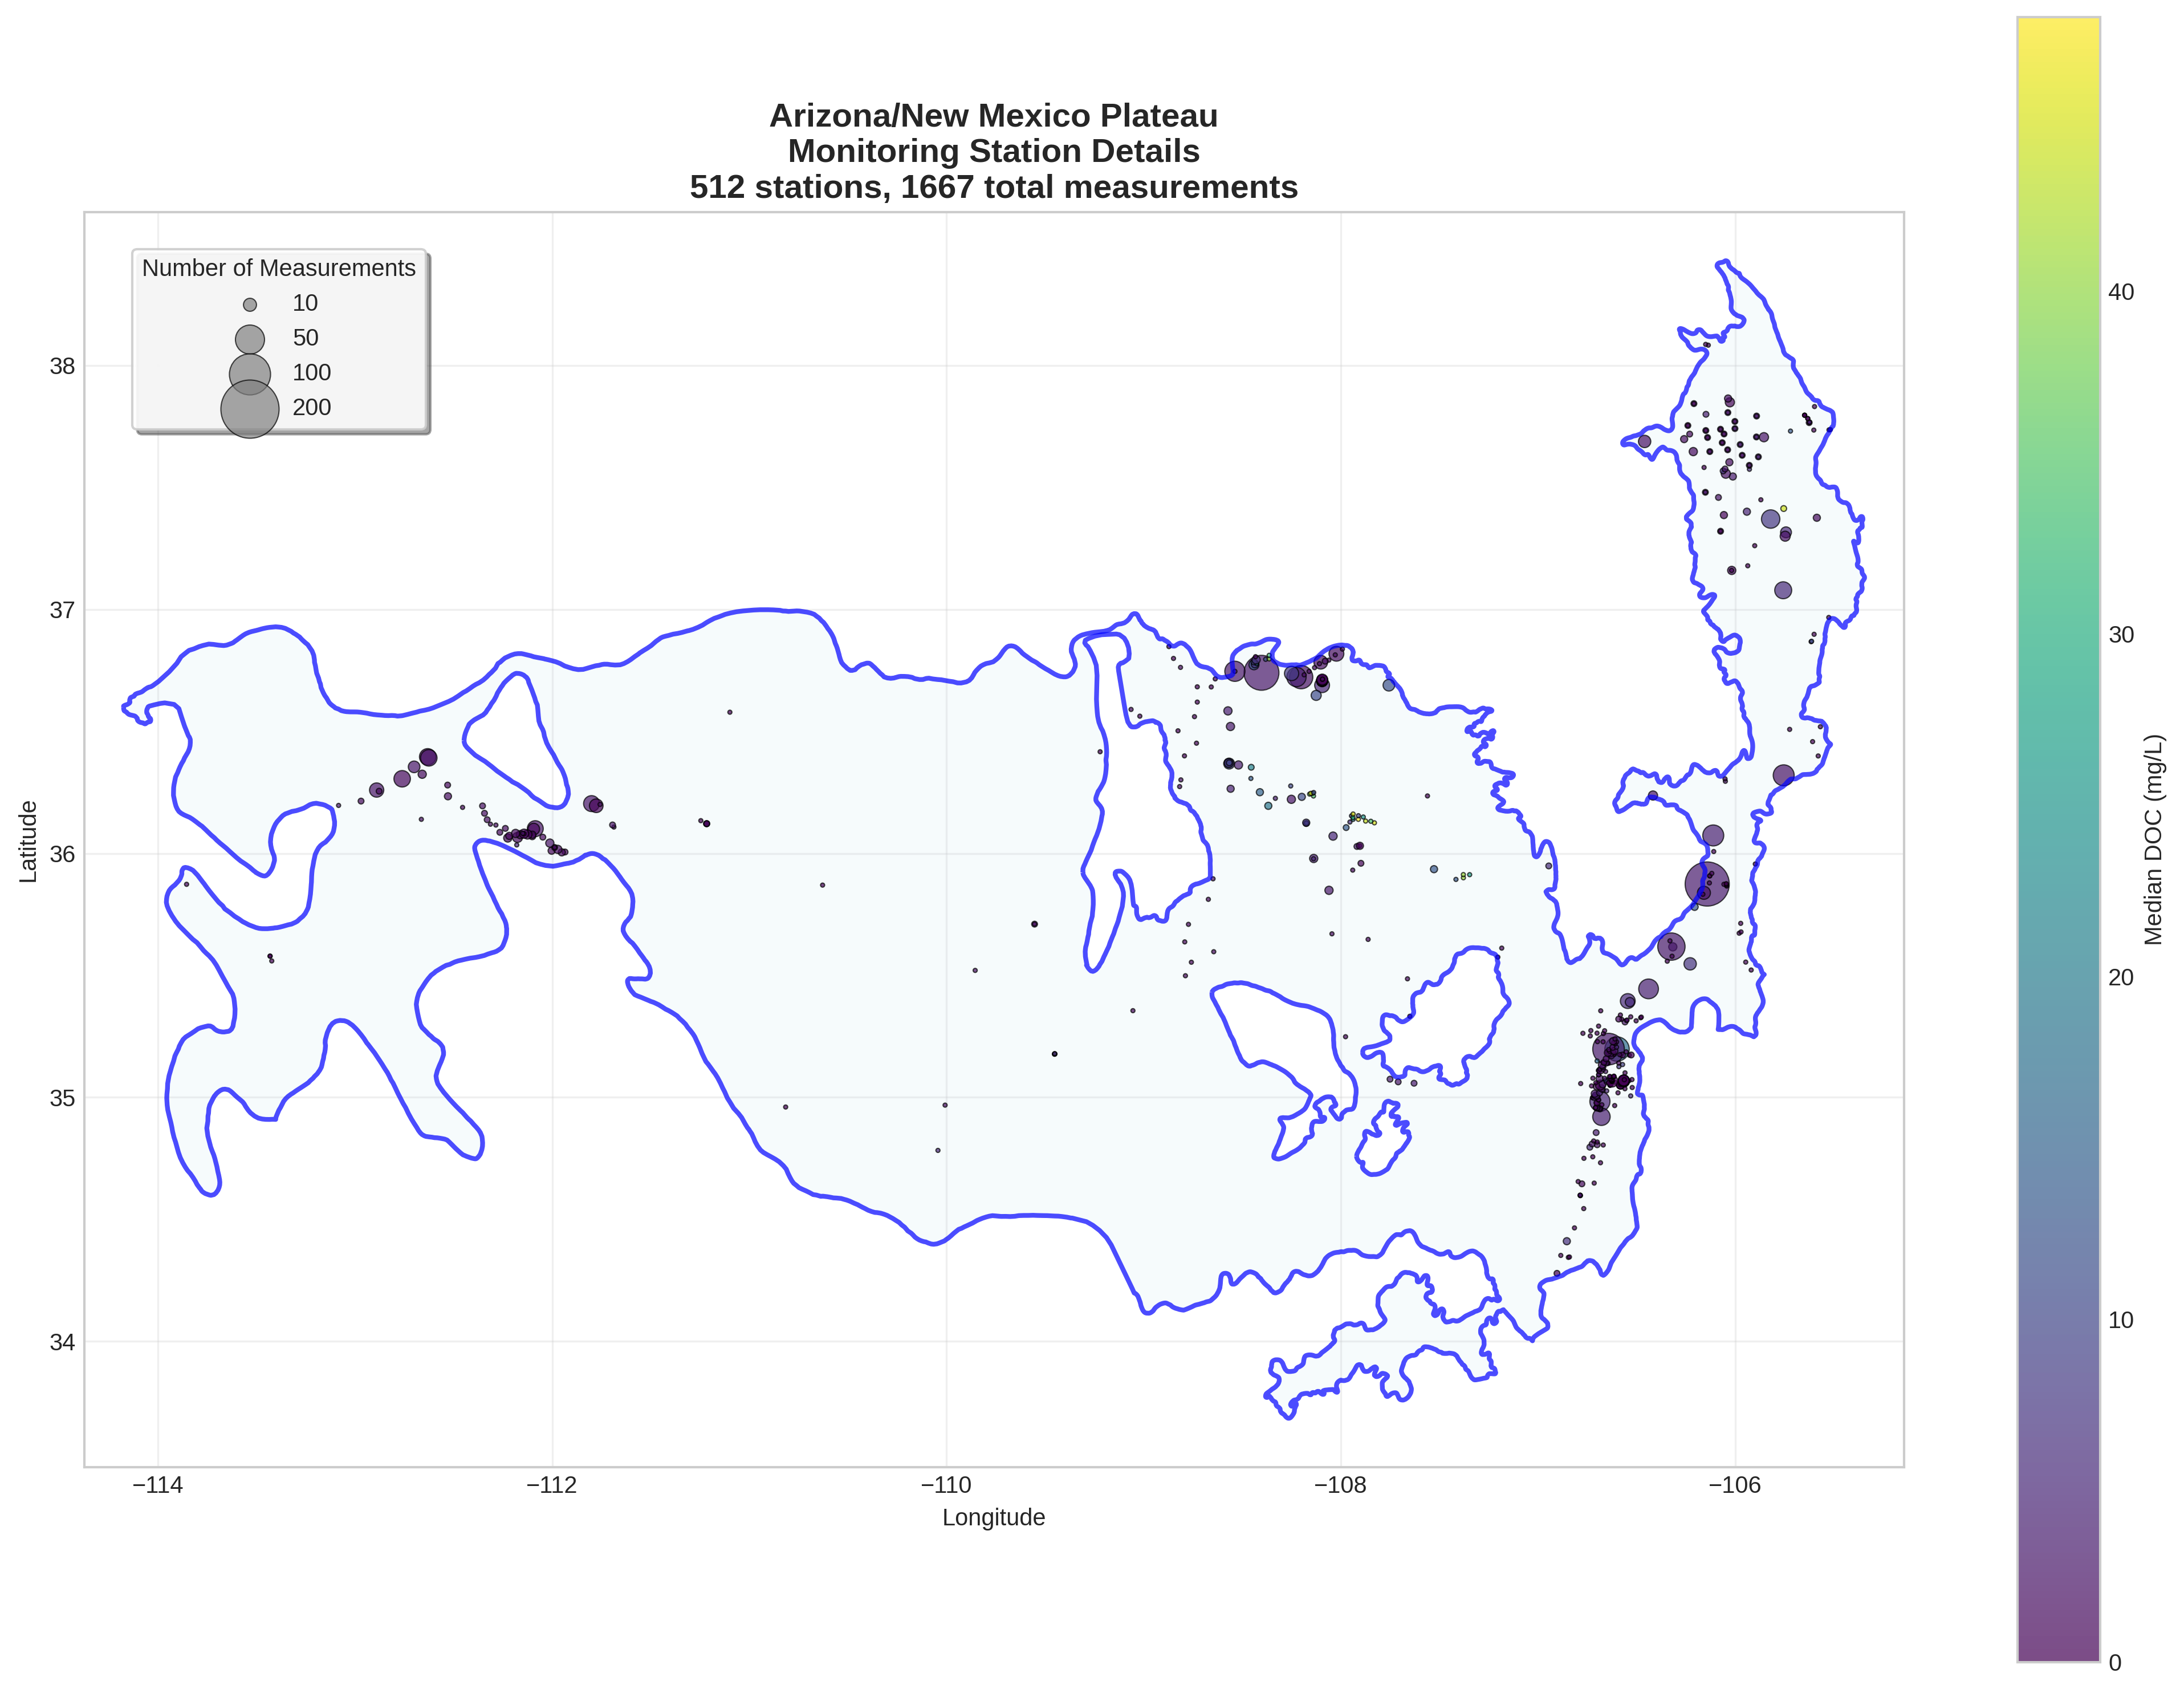 Arizona/New Mexico Plateau
Monitoring Station Details
512 stations, 1667 total measurements
Number of Measurements
10
50
100
200
38
37
36
35
34
Latitude
−114
−112
−110
−108
−106
Longitude
40
30
20
10
0
Median DOC (mg/L)